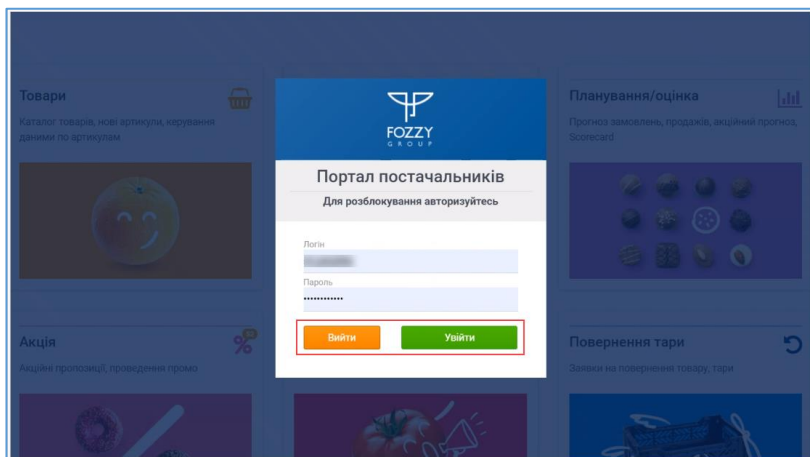 Товари
Каталог товарів, нові артикули, керування
даними по артикулам
FOZZY
GROUP
Портал постачальників
Для розблокування авторизуйтесь
Логін
Пароль
Вийти
Увійти
Планування/оцінка
Прогноз замовлень, продажів, акційний прогноз,
Scorecard
Акція
Акційні пропозиції, проведення промо
Повернення тари
Заявки на повернення товару, тари